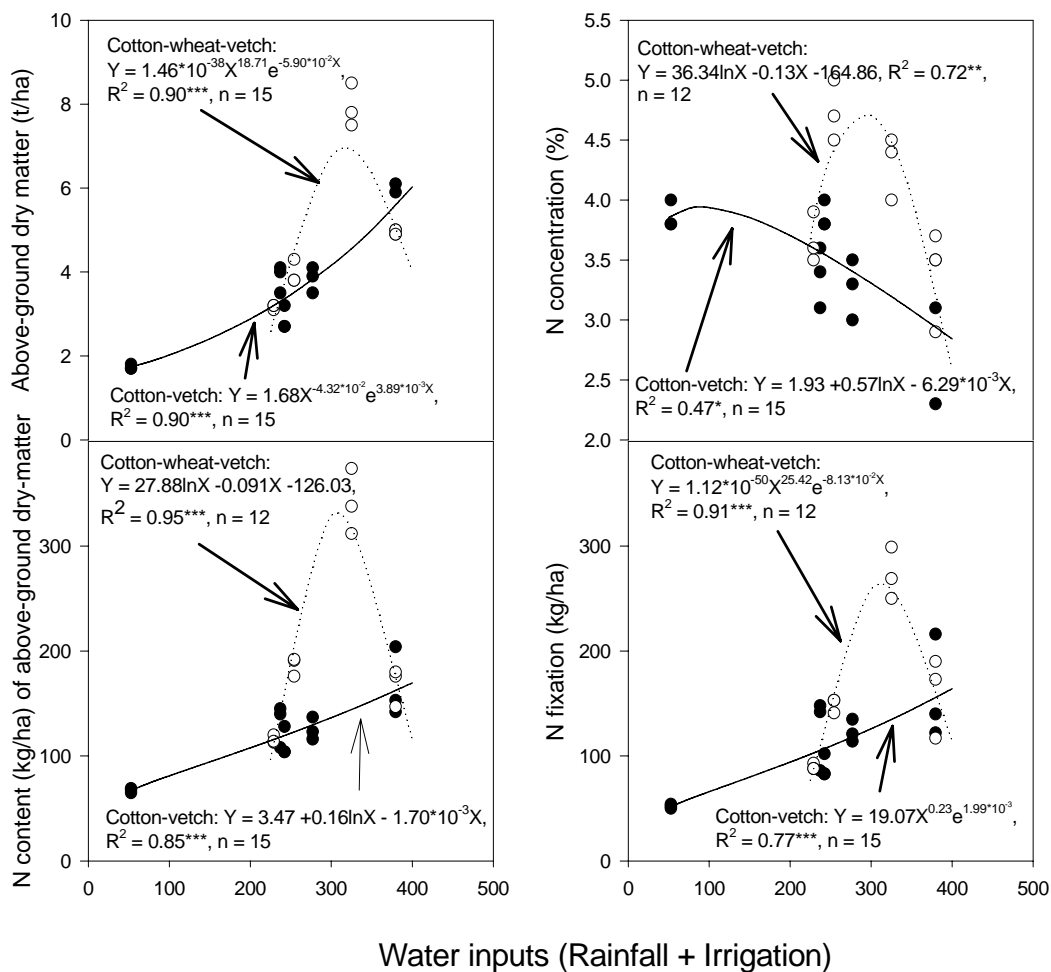 Above-ground dry matter (t/ha)
10
8
6
4
2
0
Cotton-wheat-vetch:
Y = 1.46*10^-38X^18.71e^-5.90*10^-2X,
R² = 0.90***, n = 15
Cotton-vetch: Y = 1.68X^-4.32*10^-2e^3.89*10^-3X,
R² = 0.90***, n = 15
N concentration (%)
5.5
5.0
4.5
4.0
3.5
3.0
2.5
2.0
Cotton-wheat-vetch:
Y = 36.34lnX -0.13X -164.86, R² = 0.72**,
n = 12
Cotton-vetch: Y = 1.93 +0.57lnX - 6.29*10^-3X,
R² = 0.47*, n = 15
N content (kg/ha) of above-ground dry-matter
300
200
100
0
Cotton-wheat-vetch:
Y = 27.88lnX -0.091X -126.03,
R² = 0.95***, n = 12
Cotton-vetch: Y = 3.47 +0.16lnX - 1.70*10^-3X,
R² = 0.85***, n = 15
0 100 200 300 400 500
N fixation (kg/ha)
300
200
100
0
Cotton-wheat-vetch:
Y = 1.12*10^-50X^25.42e^-8.13*10^-2X,
R² = 0.91***, n = 12
Cotton-vetch: Y = 19.07X^0.23e^1.99*10^-3,
R² = 0.77***, n = 15
0 100 200 300 400 500
Water inputs (Rainfall + Irrigation)